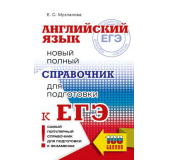 Е. С. Музланова
АНГЛИЙСКИЙ
ЯЗЫК
ЕГЭ
НОВЫЙ
ПОЛНЫЙ
СПРАВОЧНИК
ДЛЯ
ПОДГОТОВКИ
К ЕГЭ
САМЫЙ
ПОПУЛЯРНЫЙ
СПРАВОЧНИК
ДЛЯ ПОДГОТОВКИ
К ЭКЗАМЕНАМ
100
БАЛЛОВ